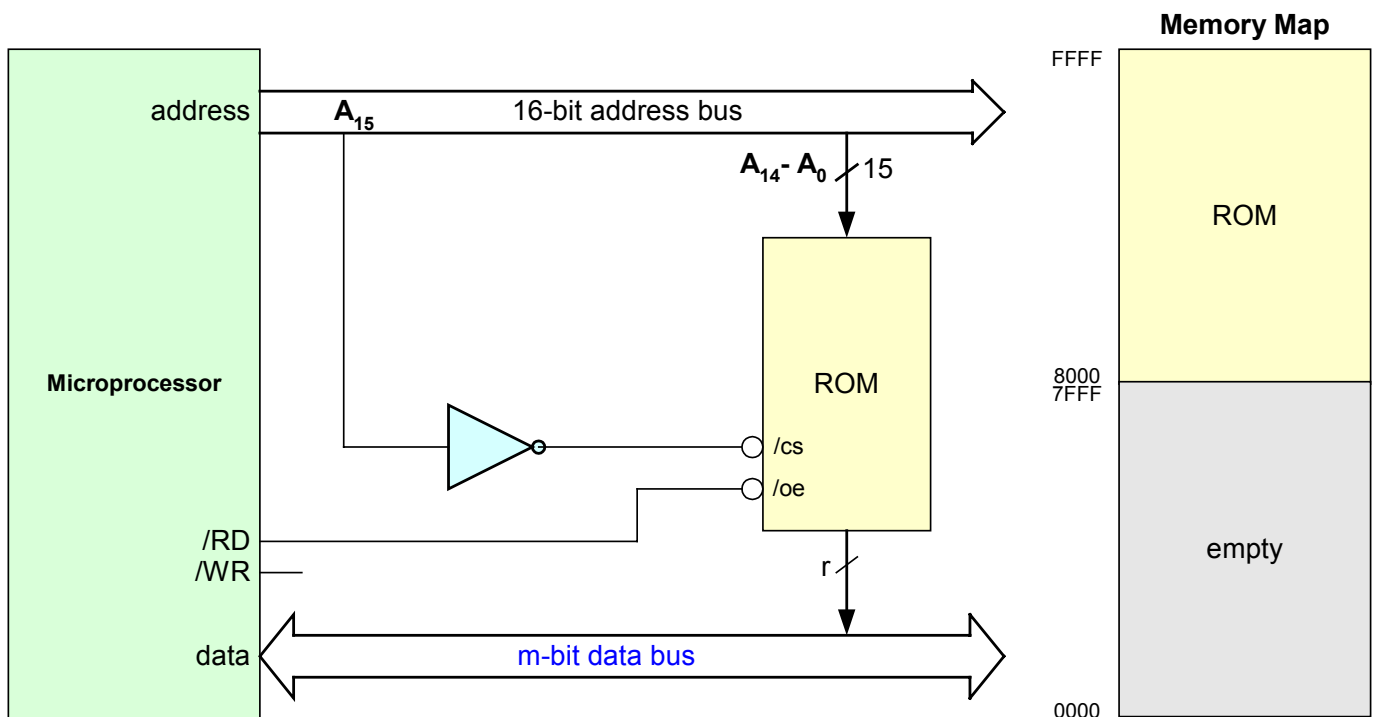 Memory Map
FFFF
address
A15
16-bit address bus
A14- A0
15
ROM
ROM
Microprocessor
8000
7FFF
ROM
/cs
/oe
/RD
/WR
r
empty
data
m-bit data bus
0000